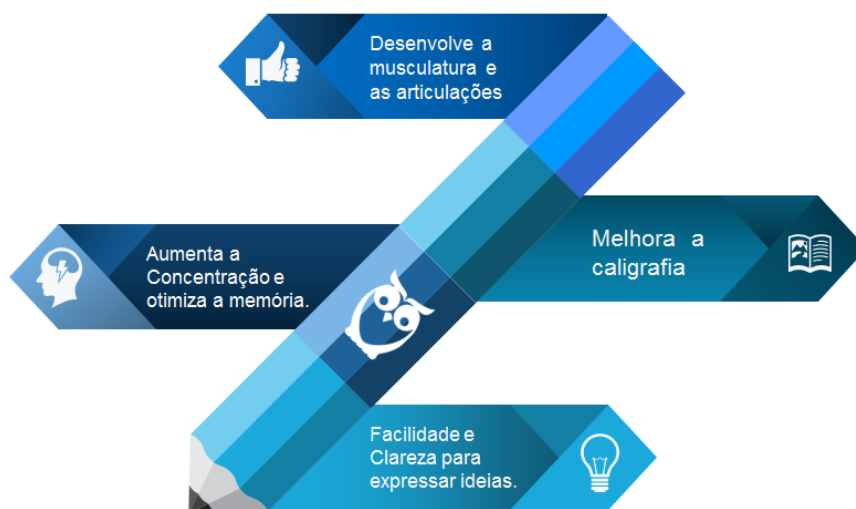 Desenvolve a
musculatura e
as articulações
Aumenta a
Concentração e
otimiza a memória.
Melhora a
caligrafia
Facilidade e
Clareza para
expressar ideias.